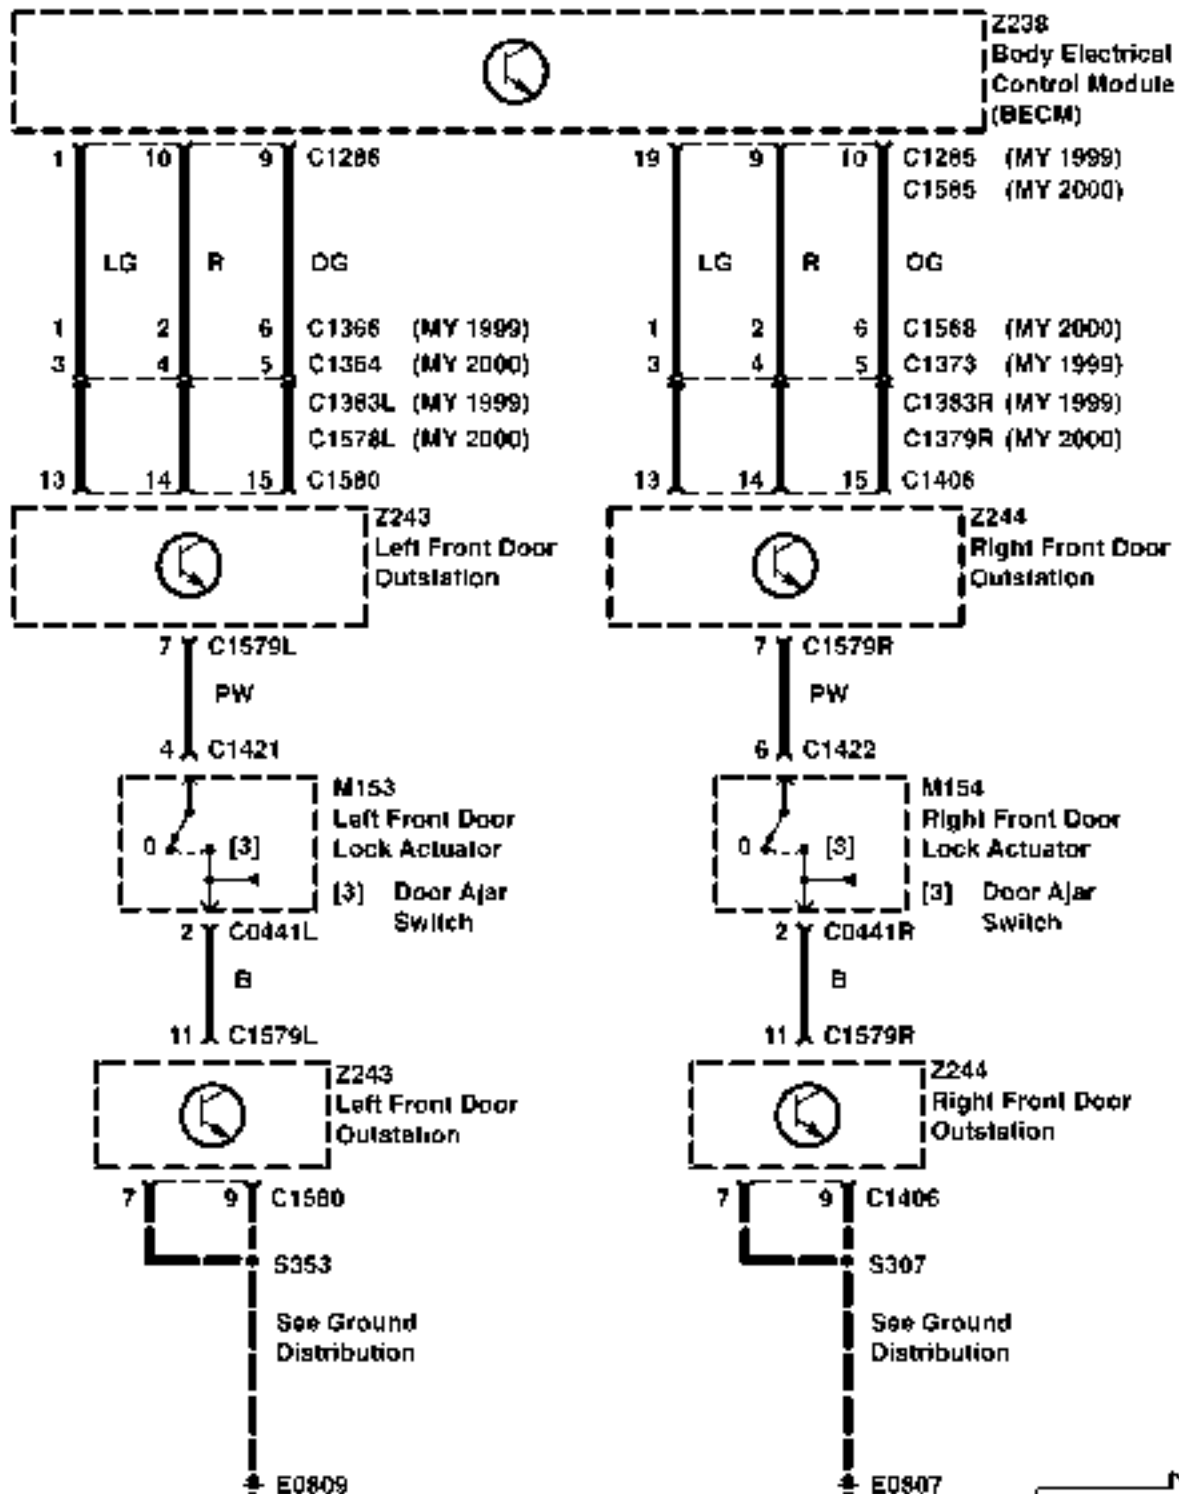 Z238
Body Electrical
Control Module
(BECM)
1 10 9 C1286
19 9 10 C1285 (MY 1999)
C1585 (MY 2000)
LG R OG
LG R OG
1 2 6 C1366 (MY 1999)
3 4 5 C1364 (MY 2000)
1 2 6 C1568 (MY 2000)
3 4 5 C1373 (MY 1999)
C1383L (MY 1999)
C1578L (MY 2000)
C1383R (MY 1999)
C1379R (MY 2000)
13 14 15 C1580
13 14 15 C1406
Z243
Left Front Door
Outstation
Z244
Right Front Door
Outstation
7 C1579L
7 C1579R
PW
PW
4 C1421
6 C1422
M153
Left Front Door
Lock Actuator
0 [3]
[3] Door Ajar
Switch
M154
Right Front Door
Lock Actuator
0 [3]
[3] Door Ajar
Switch
2 C0441L
2 C0441R
B
B
11 C1579L
11 C1579R
Z243
Left Front Door
Outstation
Z244
Right Front Door
Outstation
7 9 C1580
7 9 C1406
S353
S307
See Ground
Distribution
See Ground
Distribution
E0809
E0807